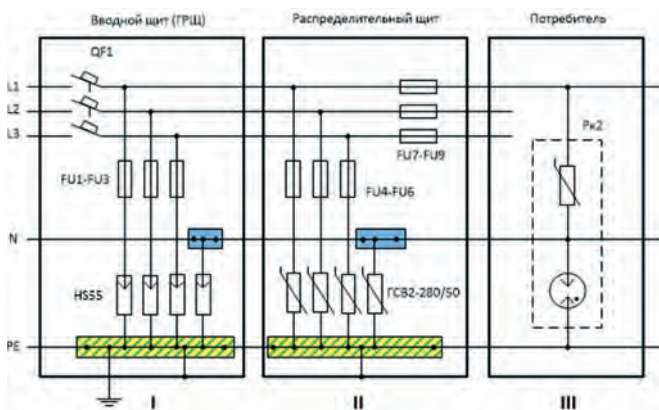 Вводной щит (ГРЩ)
Распределительный щит
Потребитель
QF1
L1
L2
L3
Рк2
FU7-FU9
FU1-FU3
FU4-FU6
N
HS55
ГСВ2-280/50
PE
I
II
III